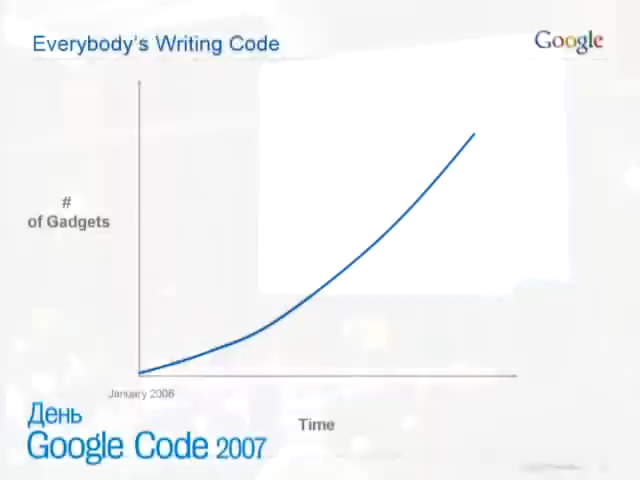 Everybody's Writing Code
Google
#
of Gadgets
January 2006
Time
День
Google Code 2007